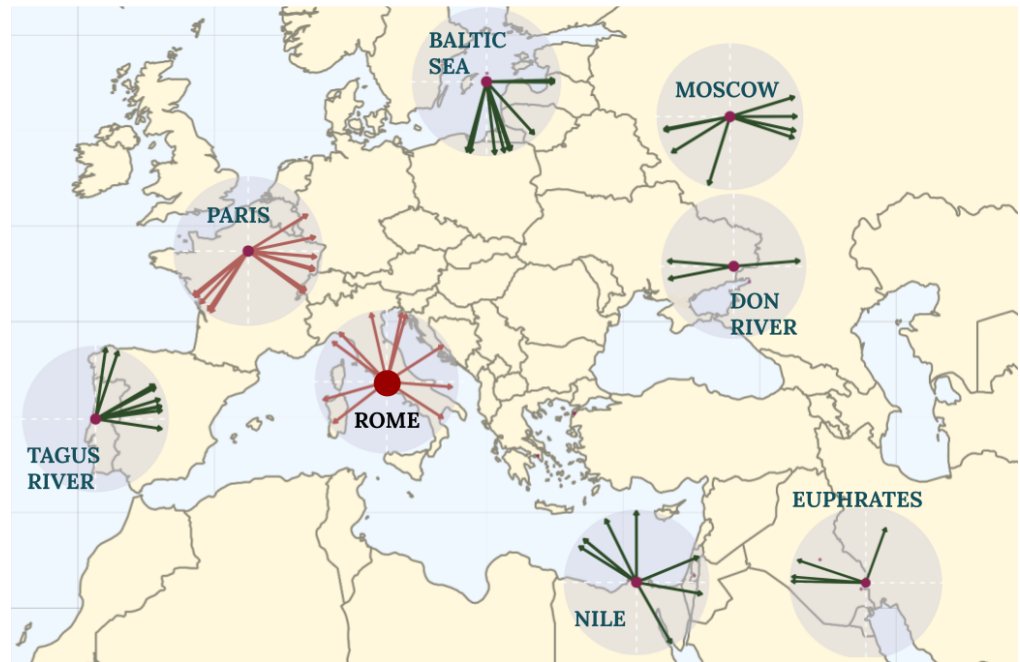 BALTIC
SEA
MOSCOW
PARIS
DON
RIVER
ROME
TAGUS
RIVER
EUPHRATES
NILE